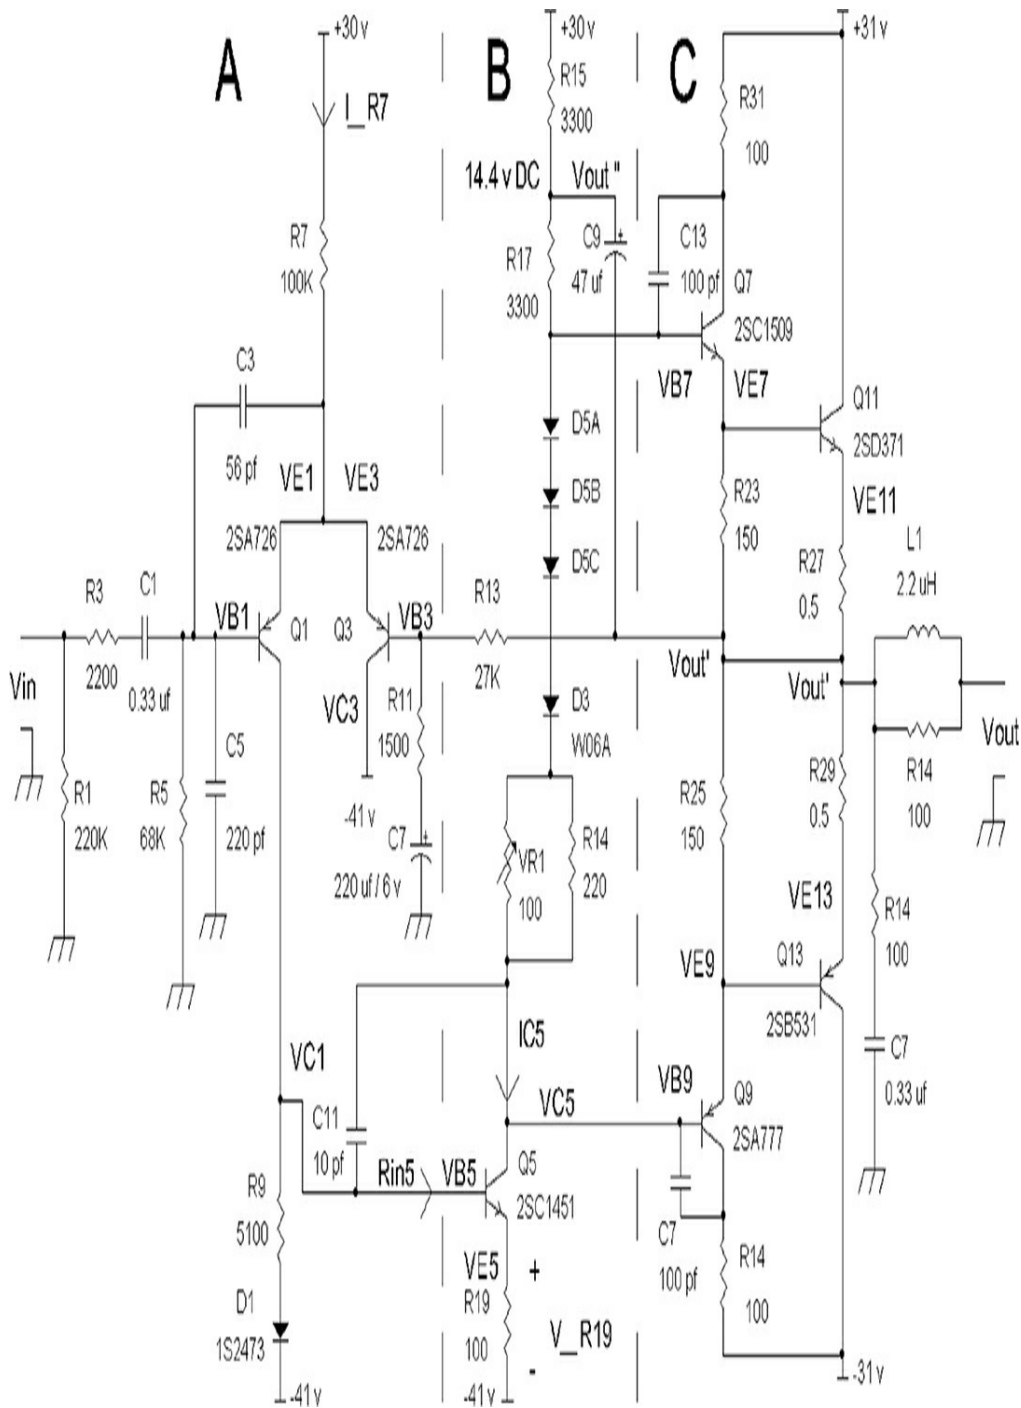 A
B
C
+30 v
+30 v
+31 v
I_R7
R15
3300
R31
100
14.4 v DC
Vout "
R7
100K
R17
3300
C9
+
47 uf
C13
100 pf
Q7
2SC1509
VB7
VE7
C3
56 pf
D5A
D5B
D5C
Q11
2SD371
VE11
VE1
VE3
2SA726
2SA726
R23
150
R27
0.5
L1
2.2 uH
R3
2200
C1
0.33 uf
VB1
Q1
Q3
VB3
R13
27K
Vin
Vout'
Vout'
Vout
VC3
R11
1500
D3
W06A
R1
220K
R5
68K
C5
220 pf
-41 v
C7
+
220 uf / 6 v
VR1
100
R14
220
R25
150
R29
0.5
R14
100
VE13
R14
100
VE9
Q13
2SB531
VC1
IC5
VC5
VB9
Q9
2SA777
C7
0.33 uf
C11
10 pf
Rin5
VB5
Q5
2SC1451
R9
5100
C7
100 pf
R14
100
VE5
+
R19
100
V_R19
-
D1
1S2473
-41 v
-41 v
-31 v